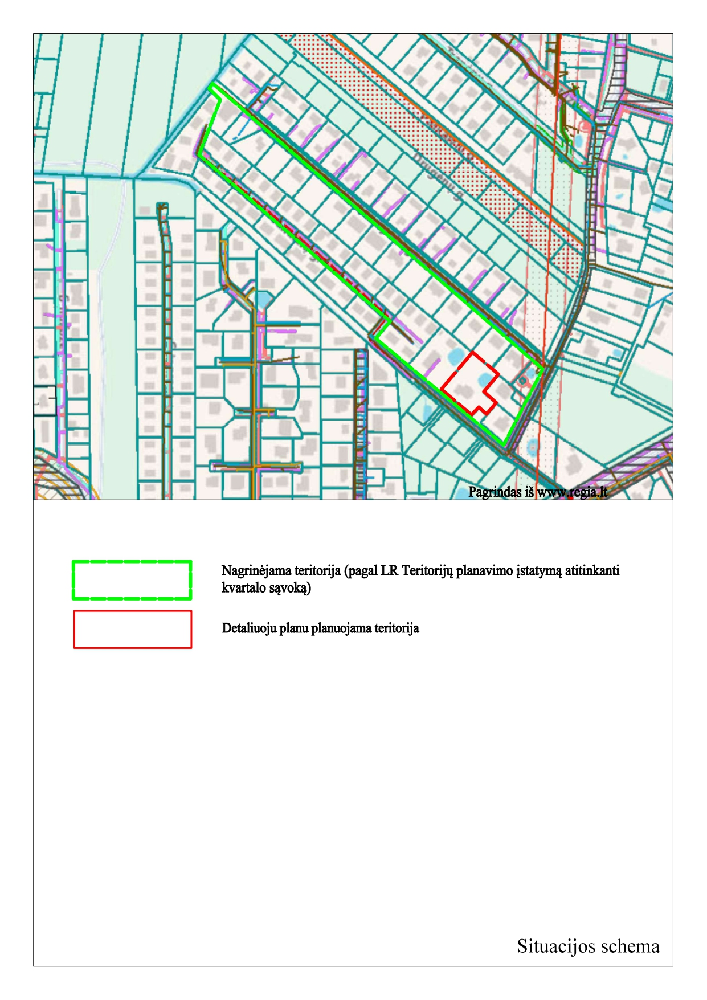 Drugenų g.
Pagrindas iš www.regia.lt
Nagrinėjama teritorija (pagal LR Teritorijų planavimo įstatymą atitinkanti
kvartalo sąvoką)
Detaliuoju planu planuojama teritorija
Situacijos schema